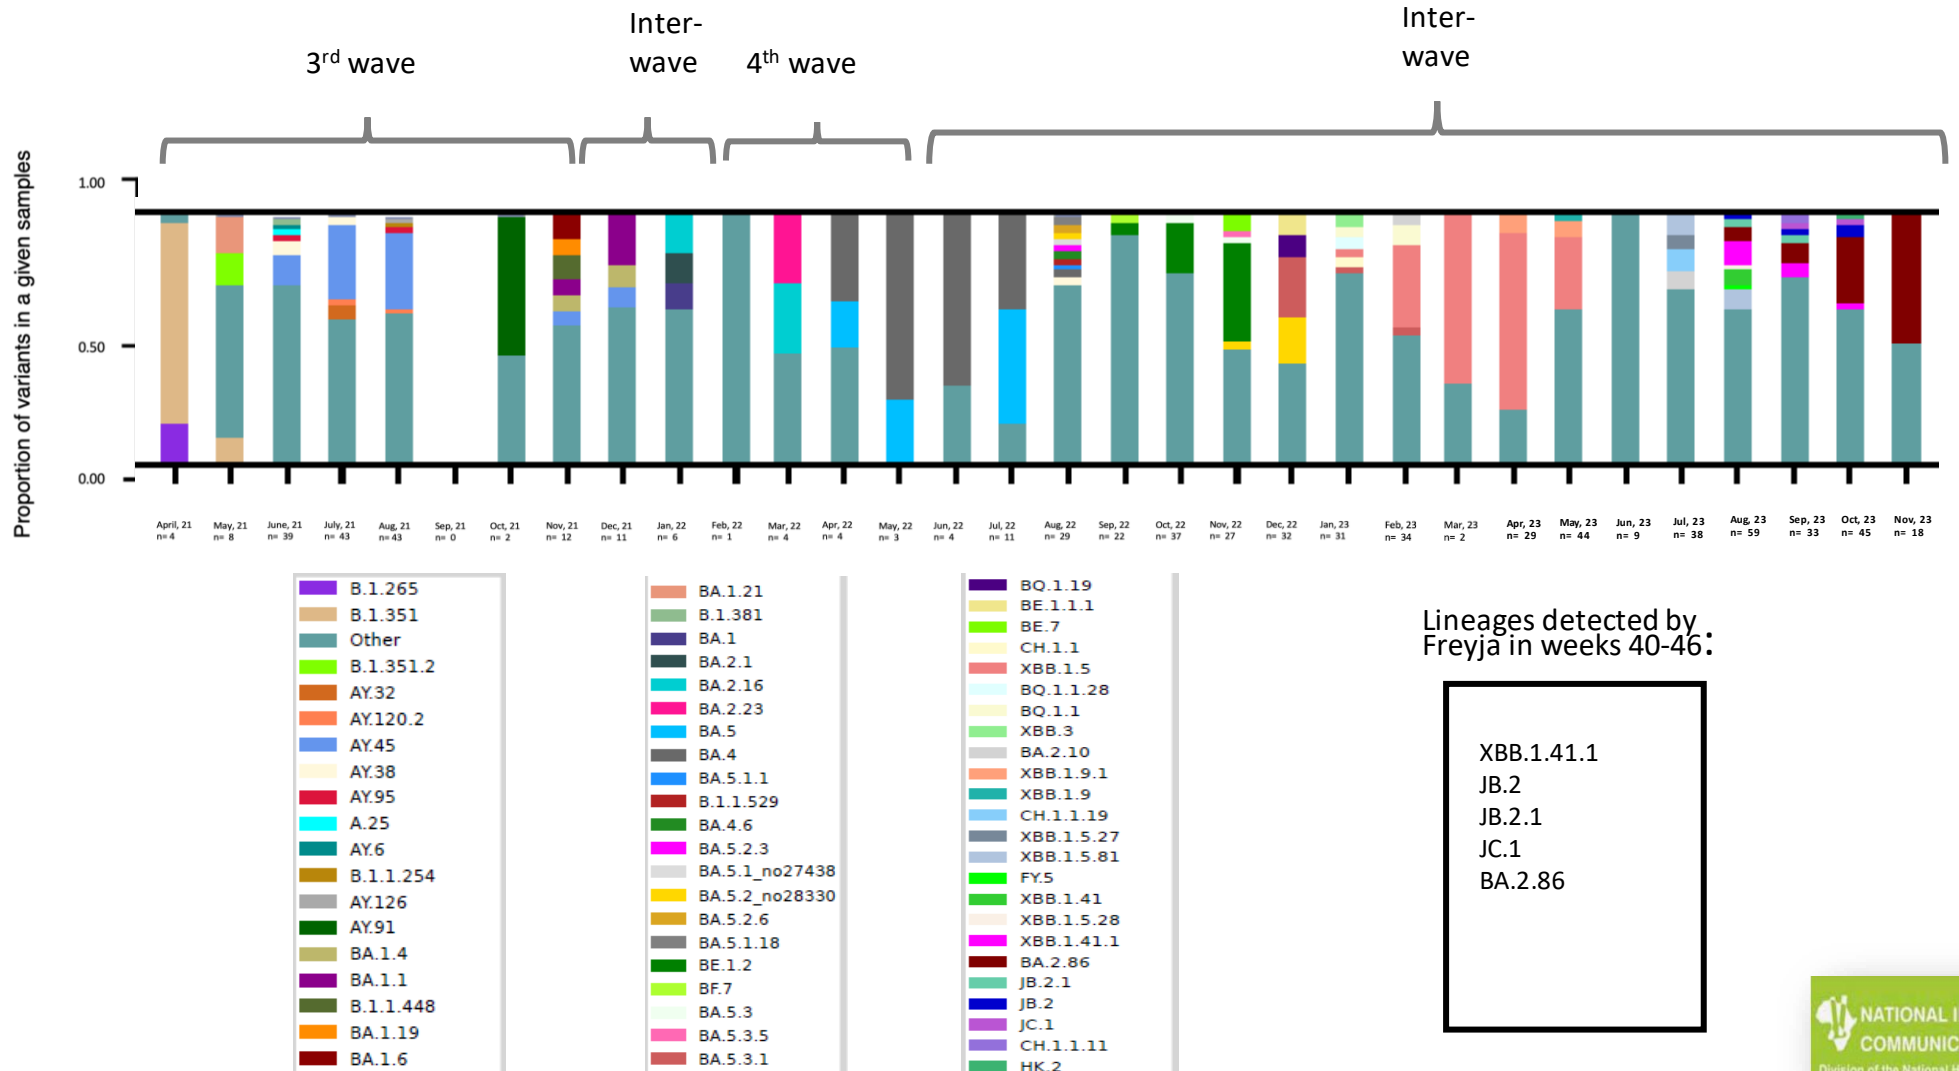 Inter-
wave
3rd wave
4th wave
Inter-
wave
Proportion of variants in a given samples
1.00
0.50
0.00
April, 21
n= 4
May, 21
n= 8
June, 21
n= 39
July, 21
n= 43
Aug, 21
n=43
Sep, 21
n= 0
Oct, 21
n= 2
Nov, 21
n= 12
Dec, 21
n= 11
Jan, 22
n= 6
Feb, 22
n= 1
Mar, 22
n= 4
Apr, 22
n= 4
May, 22
n= 3
Jun, 22
n= 4
Jul, 22
n= 11
Aug, 22
n= 29
Sep, 22
n= 22
Oct, 22
n= 37
Nov, 22
n= 27
Dec, 22
n= 32
Jan, 23
n= 31
Feb, 23
n= 34
Mar, 23
n= 2
Apr, 23
n= 29
May, 23
n= 44
Jun, 23
n= 9
Jul, 23
n= 38
Aug, 23
n= 59
Sep, 23
n= 33
Oct, 23
n= 45
Nov, 23
n= 18
B.1.265
B.1.351
Other
B.1.351.2
AY.32
AY.120.2
AY.45
AY.38
AY.95
A.25
AY.6
B.1.1.254
AY.126
AY.91
BA.1.4
BA.1.1
B.1.1.448
BA.1.19
BA.1.6
BA.1.21
B.1.381
BA.1
BA.2.1
BA.2.16
BA.2.23
BA.5
BA.4
BA.5.1.1
B.1.1.529
BA.4.6
BA.5.2.3
BA.5.1_no27438
BA.5.2_no28330
BA.5.2.6
BA.5.1.18
BE.1.2
BF.7
BA.5.3
BA.5.3.5
BA.5.3.1
BQ.1.19
BE.1.1.1
BE.7
CH.1.1
XBB.1.5
BQ.1.1.28
BQ.1.1
XBB.3
BA.2.10
XBB.1.9.1
XBB.1.9
CH.1.1.19
XBB.1.5.27
XBB.1.5.81
FY.5
XBB.1.41
XBB.1.5.28
XBB.1.41.1
BA.2.86
JB.2.1
JB.2
JC.1
CH.1.1.11
HK.2
Lineages detected by
Freyja in weeks 40-46:
XBB.1.41.1
JB.2
JB.2.1
JC.1
BA.2.86
NATIONAL I
COMMUNIC
Division of the National H